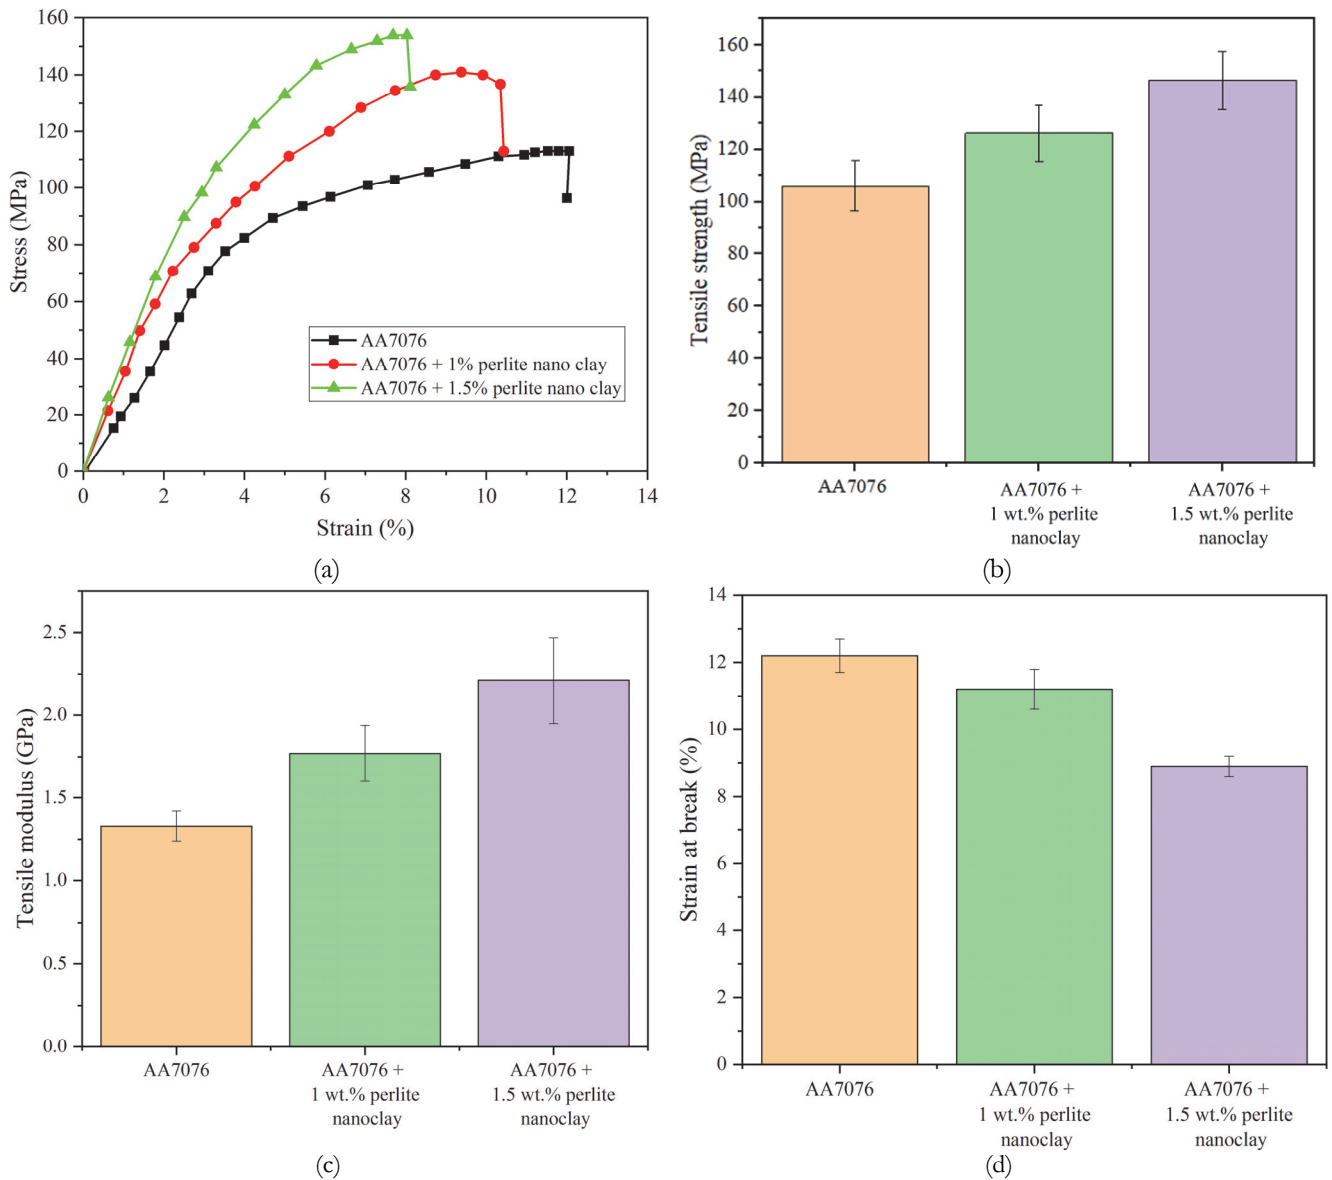 160
140
120
100
80
60
40
20
0
Stress (MPa)
AA7076
AA7076 + 1% perlite nano clay
AA7076 + 1.5% perlite nano clay
0 2 4 6 8 10 12 14
Strain (%)
(a)
160
140
120
100
80
60
40
20
0
Tensile strength (MPa)
AA7076
AA7076 +
1 wt.% perlite
nanoclay
AA7076 +
1.5 wt.% perlite
nanoclay
(b)
2.5
2.0
1.5
1.0
0.5
0.0
Tensile modulus (GPa)
AA7076
AA7076 +
1 wt.% perlite
nanoclay
AA7076 +
1.5 wt.% perlite
nanoclay
(c)
14
12
10
8
6
4
2
0
Strain at break (%)
AA7076
AA7076 +
1 wt.% perlite
nanoclay
AA7076 +
1.5 wt.% perlite
nanoclay
(d)